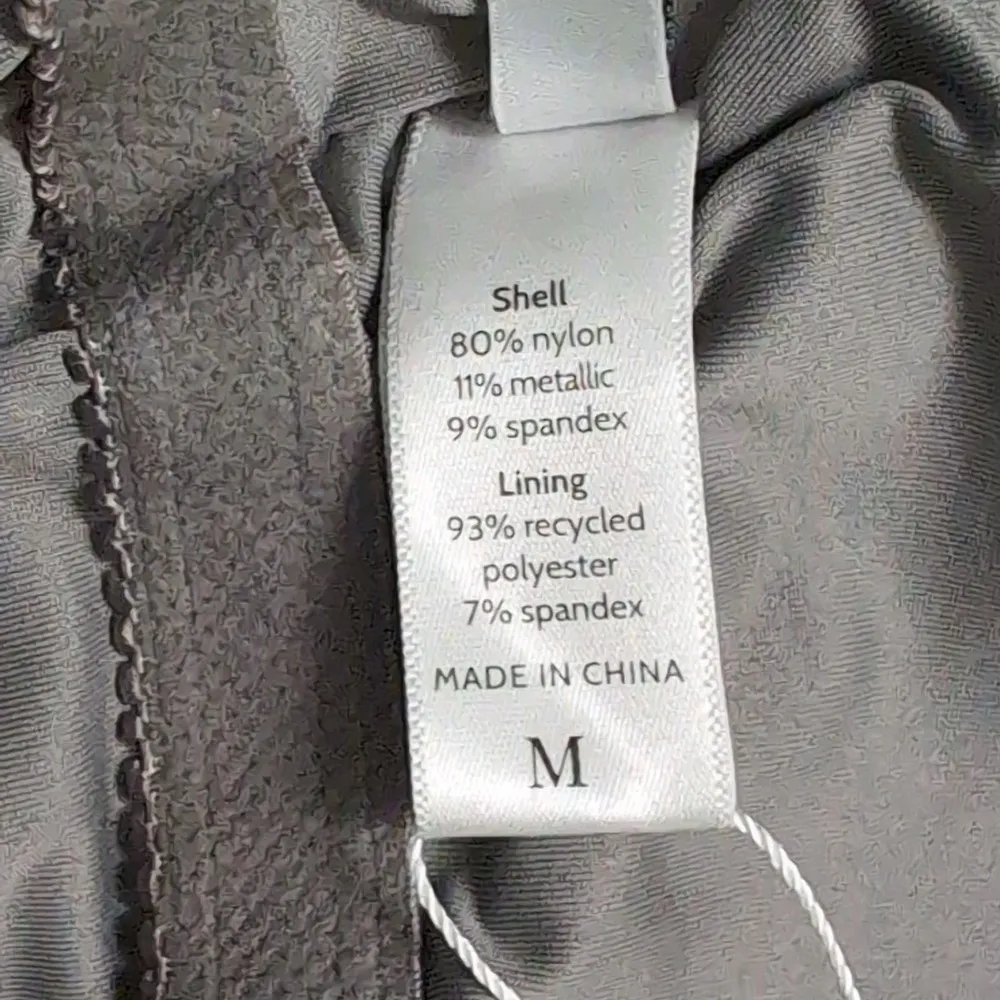 Shell
80% nylon
11% metallic
9% spandex
Lining
93% recycled
polyester
7% spandex
MADE IN CHINA
M